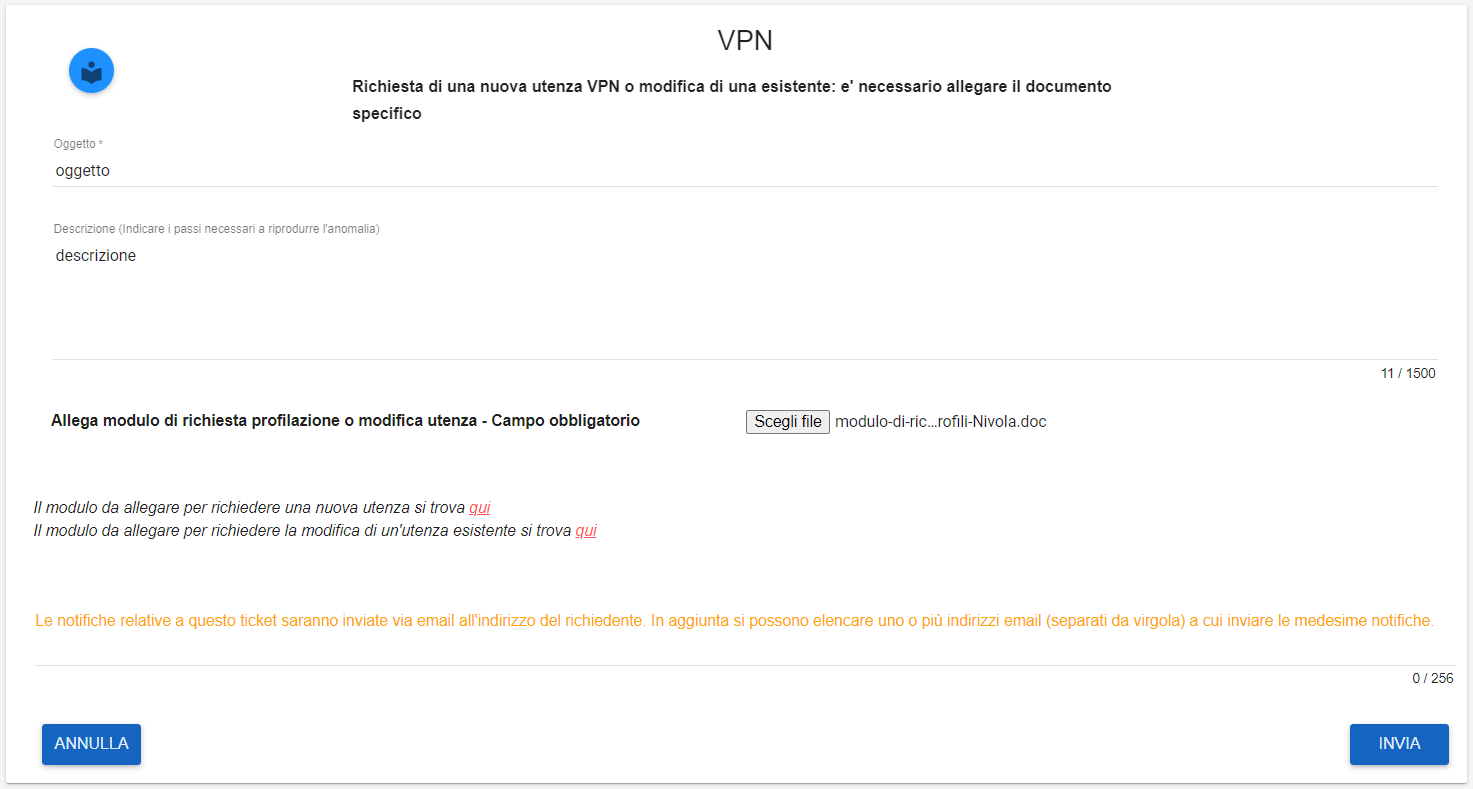 VPN
Richiesta di una nuova utenza VPN o modifica di una esistente: e' necessario allegare il documento
specifico
Oggetto *
oggetto
Descrizione (Indicare i passi necessari a riprodurre l'anomalia)
descrizione
11 / 1500
Allega modulo di richiesta profilazione o modifica utenza - Campo obbligatorio
Scegli file modulo-di-ric...rofili-Nivola.doc
Il modulo da allegare per richiedere una nuova utenza si trova qui
Il modulo da allegare per richiedere la modifica di un'utenza esistente si trova qui
Le notifiche relative a questo ticket saranno inviate via email all'indirizzo del richiedente. In aggiunta si possono elencare uno o più indirizzi email (separati da virgola) a cui inviare le medesime notifiche.
0 / 256
ANNULLA
INVIA